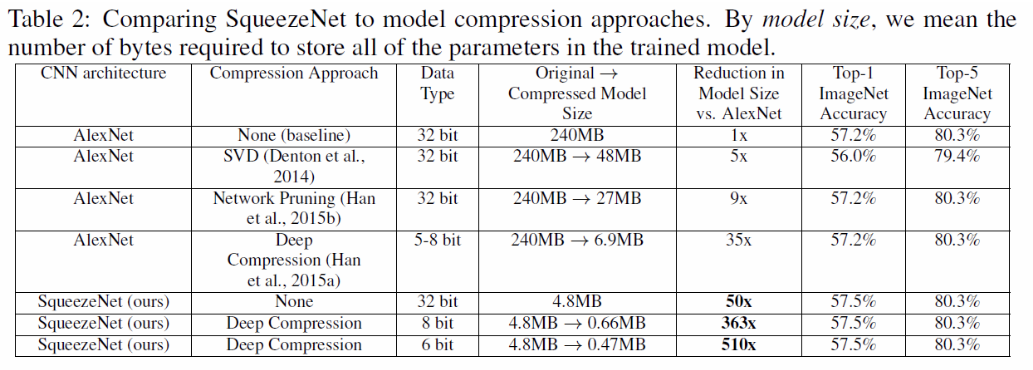 Table 2: Comparing SqueezeNet to model compression approaches. By model size, we mean the
number of bytes required to store all of the parameters in the trained model.
CNN architecture Compression Approach Data Type Original → Compressed Model Size Reduction in Model Size vs. AlexNet Top-1 ImageNet Accuracy Top-5 ImageNet Accuracy
AlexNet None (baseline) 32 bit 240MB 1x 57.2% 80.3%
AlexNet SVD (Denton et al., 2014) 32 bit 240MB → 48MB 5x 56.0% 79.4%
AlexNet Network Pruning (Han et al., 2015b) 32 bit 240MB → 27MB 9x 57.2% 80.3%
AlexNet Deep Compression (Han et al., 2015a) 5-8 bit 240MB → 6.9MB 35x 57.2% 80.3%
SqueezeNet (ours) None 32 bit 4.8MB 50x 57.5% 80.3%
SqueezeNet (ours) Deep Compression 8 bit 4.8MB → 0.66MB 363x 57.5% 80.3%
SqueezeNet (ours) Deep Compression 6 bit 4.8MB → 0.47MB 510x 57.5% 80.3%